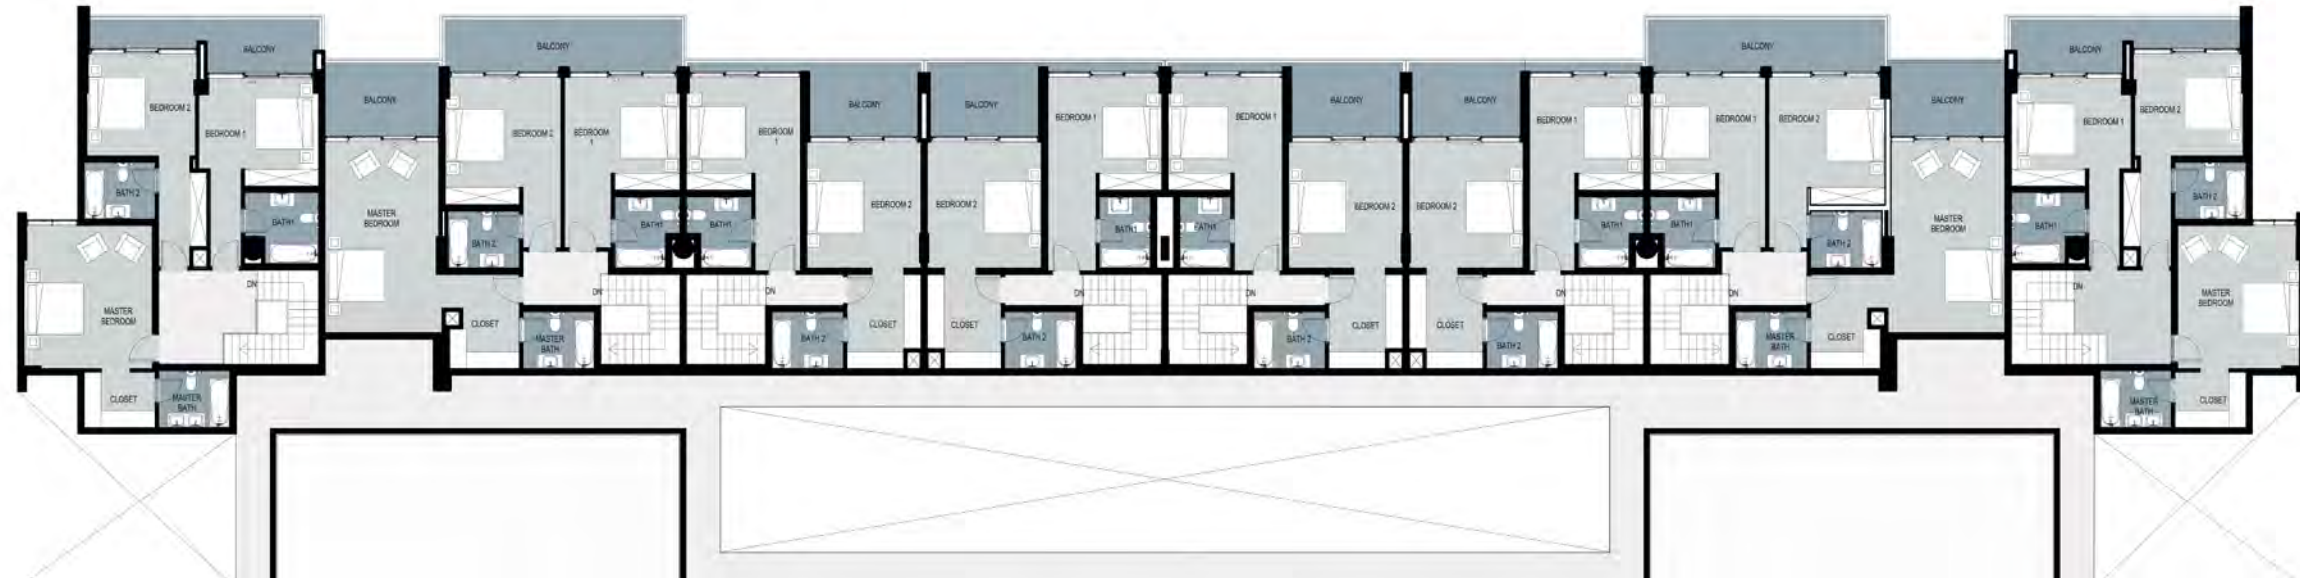 BALCONY
BALCONY
BALCONY
BALCONY
BALCONY
BALCONY
BALCONY
BALCONY
BALCONY
BALCONY
BALCONY
BALCONY
BEDROOM 2
BEDROOM 1
BEDROOM 2
BEDROOM
1
BEDROOM
1
BEDROOM 1
BEDROOM 1
BEDROOM 1
BEDROOM 1
BEDROOM 2
BEDROOM 1
BEDROOM 2
BATH 2
BATH1
MASTER
BEDROOM
BATH 2
BATH1
BATH1
BEDROOM 2
BEDROOM 2
BATH1
BATH1
BEDROOM 2
BEDROOM 2
BATH1
BATH1
BATH 2
MASTER
BEDROOM
BATH1
BATH 2
MASTER
BEDROOM
DN
DN
DN
DN
DN
DN
DN
DN
MASTER
BEDROOM
CLOSET
MASTER
BATH
BATH 2
CLOSET
CLOSET
BATH 2
BATH 2
CLOSET
CLOSET
BATH 2
MASTER
BATH
CLOSET
CLOSET
MASTER
BATH
MASTER
BATH
CLOSET